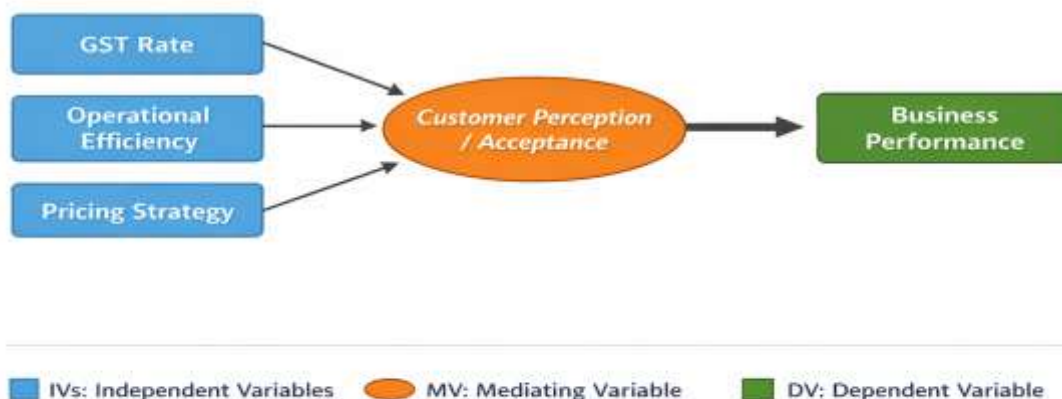 GST Rate
Operational
Efficiency
Pricing Strategy
Customer Perception
/ Acceptance
Business
Performance
IVs: Independent Variables
MV: Mediating Variable
DV: Dependent Variable